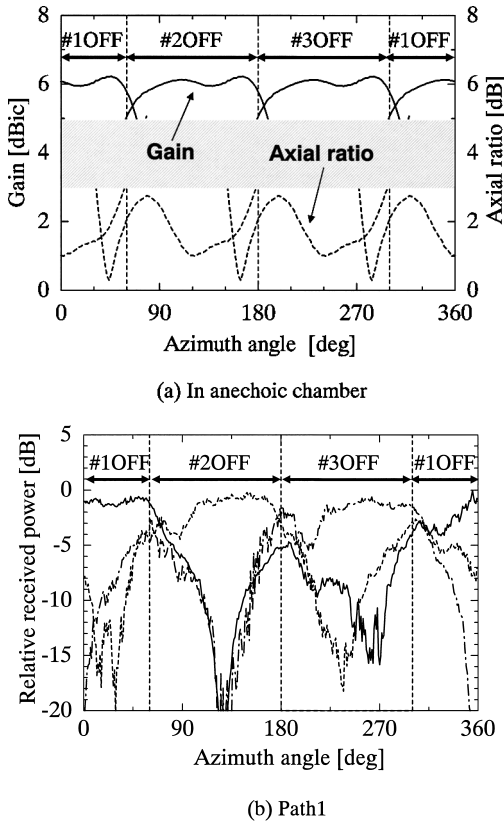 8
8
#1OFF
#2OFF
#3OFF
#1OFF
6
6
Gain [dBic]
Axial ratio [dB]
4
Gain
Axial ratio
4
2
2
0
0
0
90
180
270
360
Azimuth angle [deg]
(a) In anechoic chamber
5
#1OFF
#2OFF
#3OFF
#1OFF
0
Relative received power [dB]
-5
-10
-15
-20
0
90
180
270
360
Azimuth angle [deg]
(b) Path1